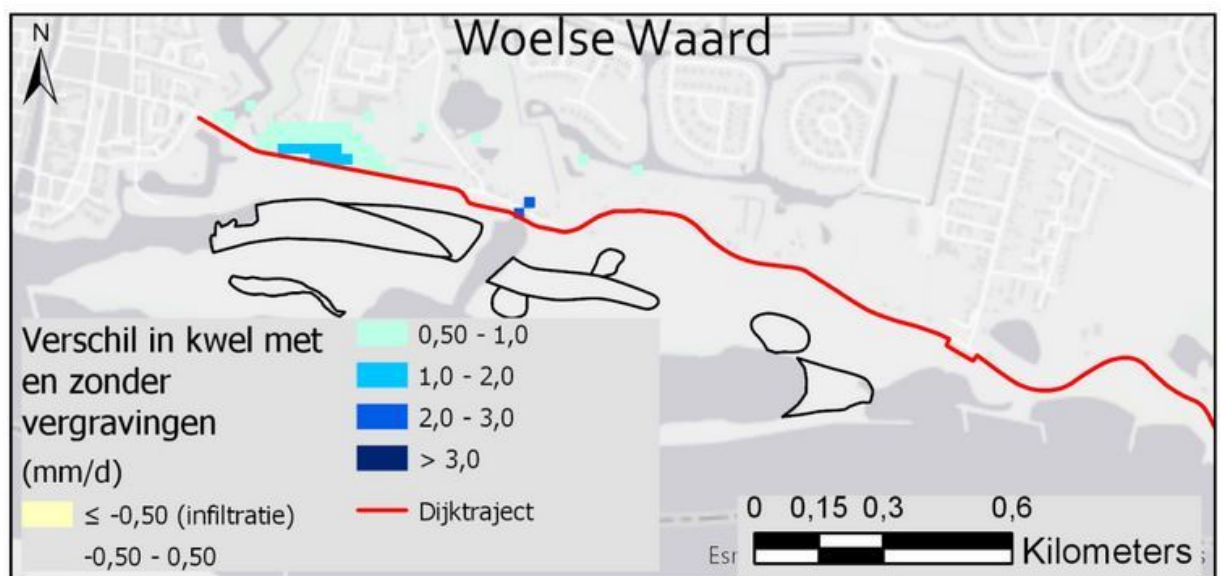 Woelse Waard
N
Verschil in kwel met
en zonder
vergravingen
(mm/d)
≤ -0,50 (infiltratie)
-0,50 - 0,50
0,50 - 1,0
1,0 - 2,0
2,0 - 3,0
> 3,0
Dijktraject
0 0,15 0,3 0,6
Kilometers